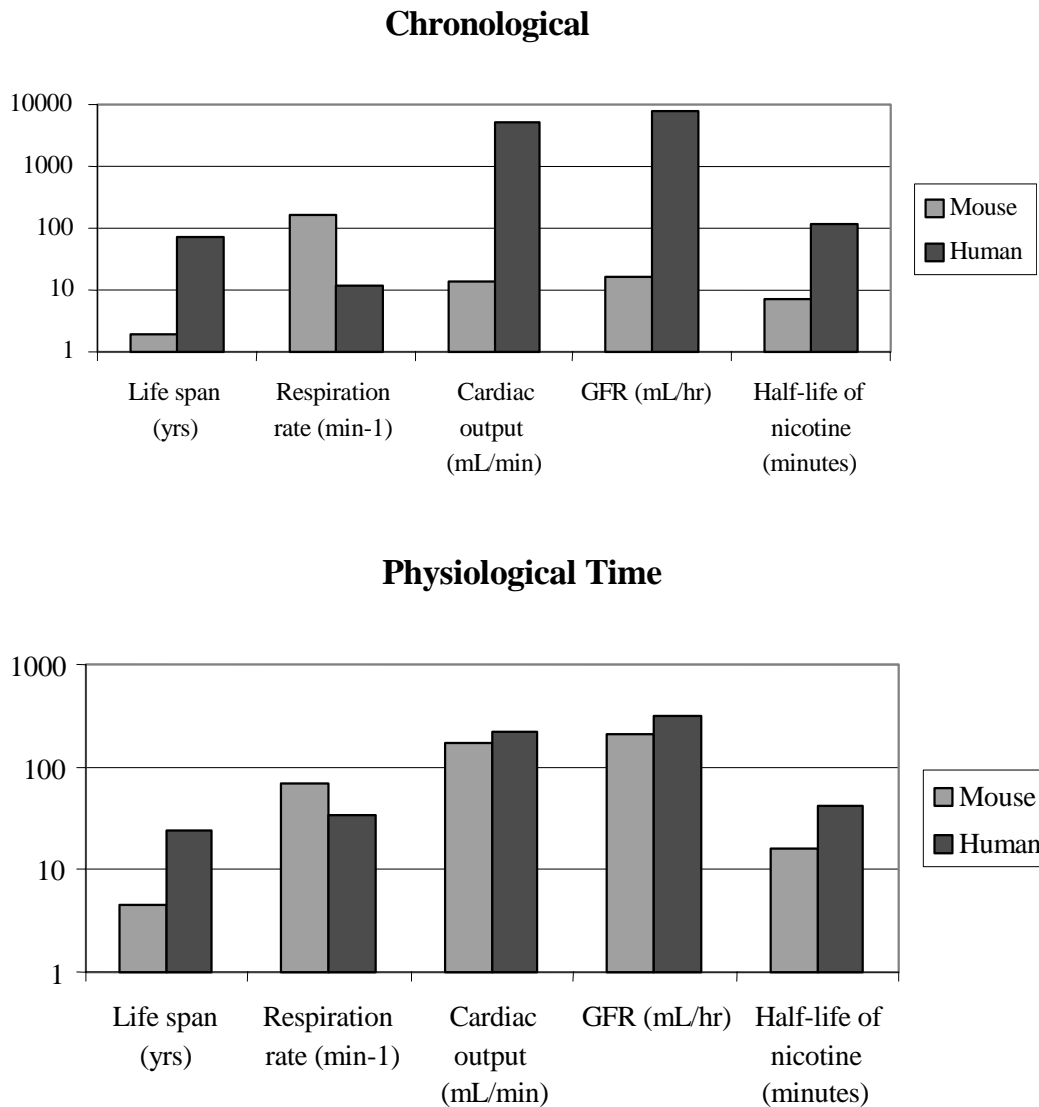 Chronological
10000
1000
100
10
1
Mouse
Human
Life span
(yrs)
Respiration
rate (min-1)
Cardiac
output
(mL/min)
GFR (mL/hr)
Half-life of
nicotine
(minutes)
Physiological Time
1000
100
10
1
Mouse
Human
Life span
(yrs)
Respiration
rate (min-1)
Cardiac
output
(mL/min)
GFR (mL/hr)
Half-life of
nicotine
(minutes)